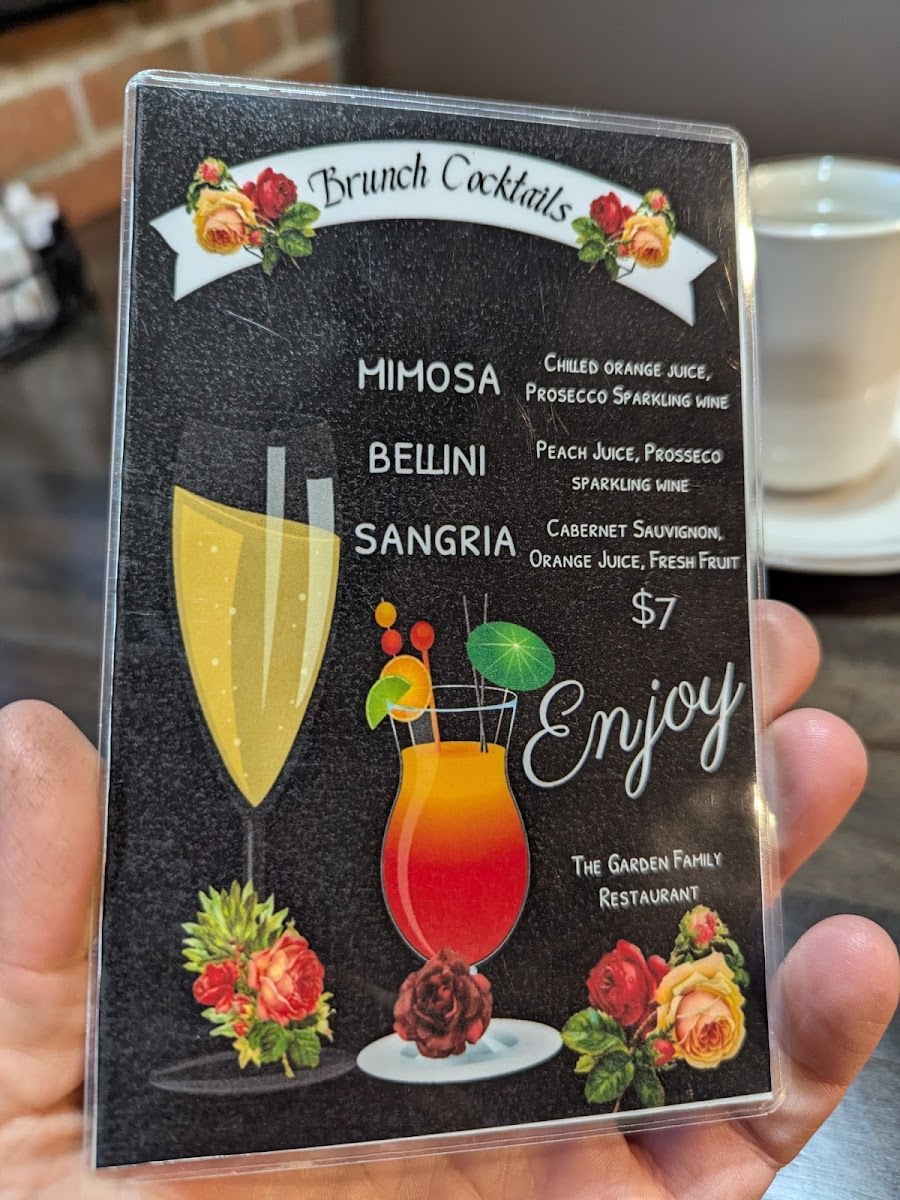 Brunch Cocktails
MIMOSA
CHILLED ORANGE JUICE,
PROSECCO SPARKLING WINE
BELLINI
PEACH JUICE, PROSSECO
SPARKLING WINE
SANGRIA
CABERNET SAUVIGNON,
ORANGE JUICE, FRESH FRUIT
$7
Enjoy
THE GARDEN FAMILY
RESTAURANT